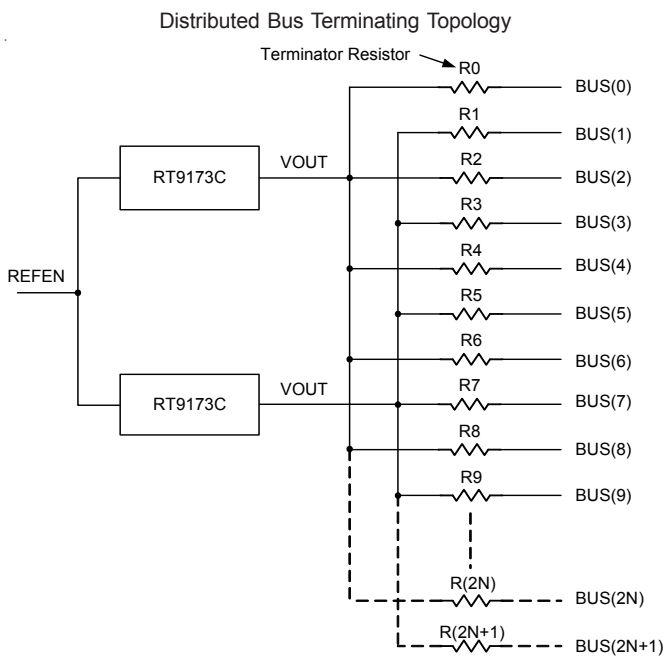 Distributed Bus Terminating Topology
Terminator Resistor
R0
BUS(0)
R1
BUS(1)
RT9173C
VOUT
R2
BUS(2)
R3
BUS(3)
R4
BUS(4)
REFEN
R5
BUS(5)
R6
BUS(6)
RT9173C
VOUT
R7
BUS(7)
R8
BUS(8)
R9
BUS(9)
R(2N)
BUS(2N)
R(2N+1)
BUS(2N+1)